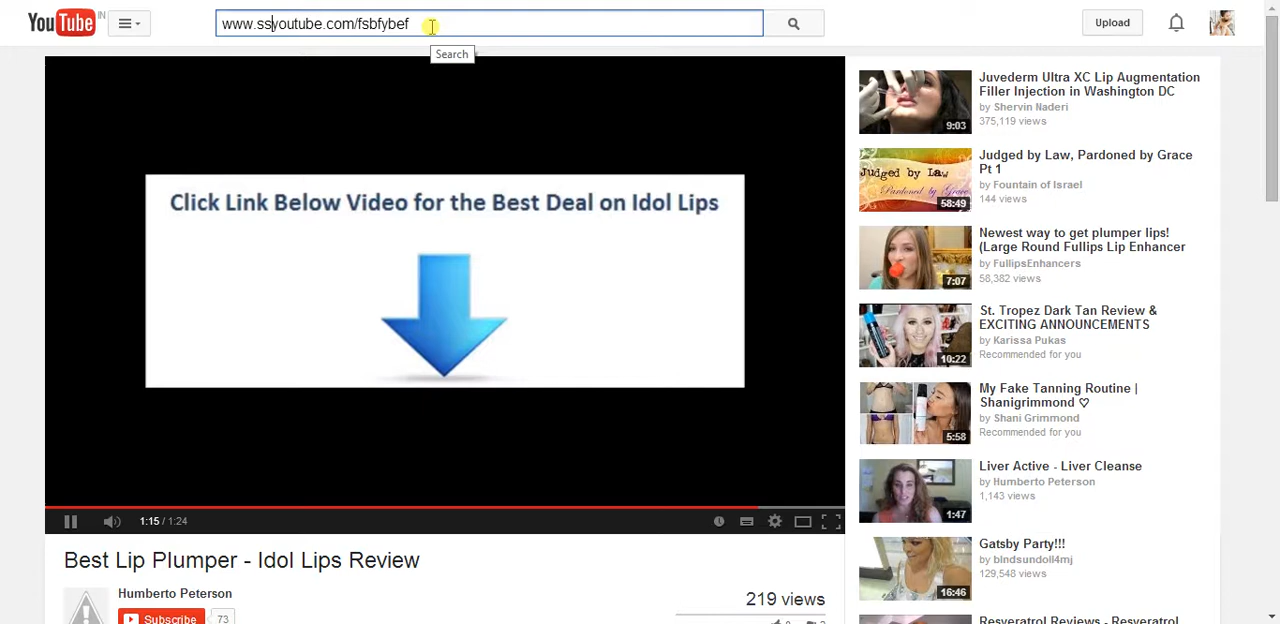 YouTube IN
www.ssyoutube.com/fsbfybef
Upload
Search
Click Link Below Video for the Best Deal on Idol Lips
1:15 / 1:24
Best Lip Plumper - Idol Lips Review
Humberto Peterson
Subscribe 73
219 views
Juvederm Ultra XC Lip Augmentation
Filler Injection in Washington DC
by Shervin Naderi
375,119 views
9:03
Judged by Law, Pardoned by Grace
Pt 1
by Fountain of Israel
144 views
Judged by Law
Pardoned by Grace
58:49
Newest way to get plumper lips!
(Large Round Fullips Lip Enhancer
by FullipsEnhancers
58,382 views
7:07
St. Tropez Dark Tan Review &
EXCITING ANNOUNCEMENTS
by Karissa Pukas
Recommended for you
10:22
My Fake Tanning Routine |
Shanigrimmond ♡
by Shani Grimmond
Recommended for you
5:58
Liver Active - Liver Cleanse
by Humberto Peterson
1,143 views
1:47
Gatsby Party!!!
by blndsundoll4mj
129,548 views
16:46
Resveratrol Reviews - Resveratrol